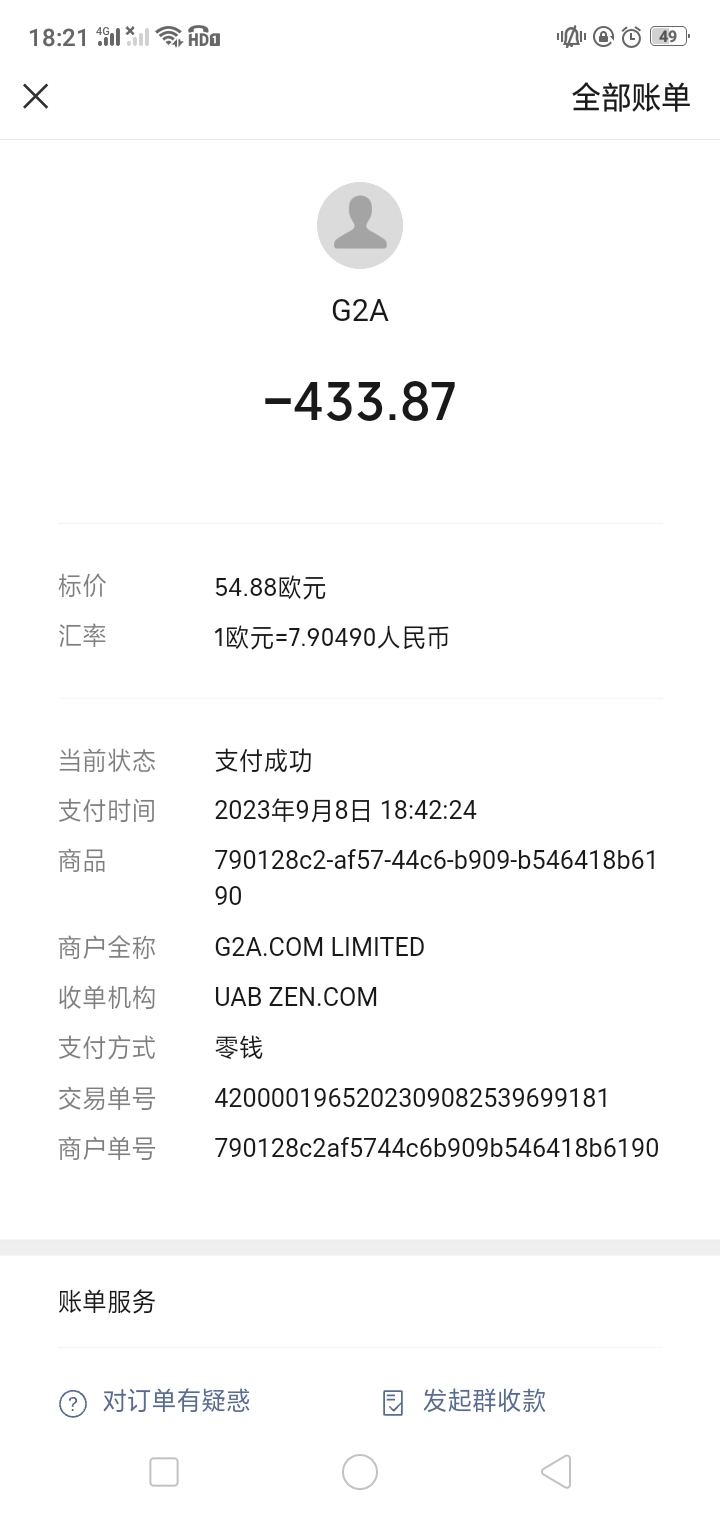 18:21 4G HD1 49
全部账单
G2A
-433.87
标价 54.88欧元
汇率 1欧元=7.90490人民币
当前状态 支付成功
支付时间 2023年9月8日 18:42:24
商品 790128c2-af57-44c6-b909-b546418b61
90
商户全称 G2A.COM LIMITED
收单机构 UAB ZEN.COM
支付方式 零钱
交易单号 4200001965202309082539699181
商户单号 790128c2af5744c6b909b546418b6190
账单服务
对订单有疑惑 发起群收款